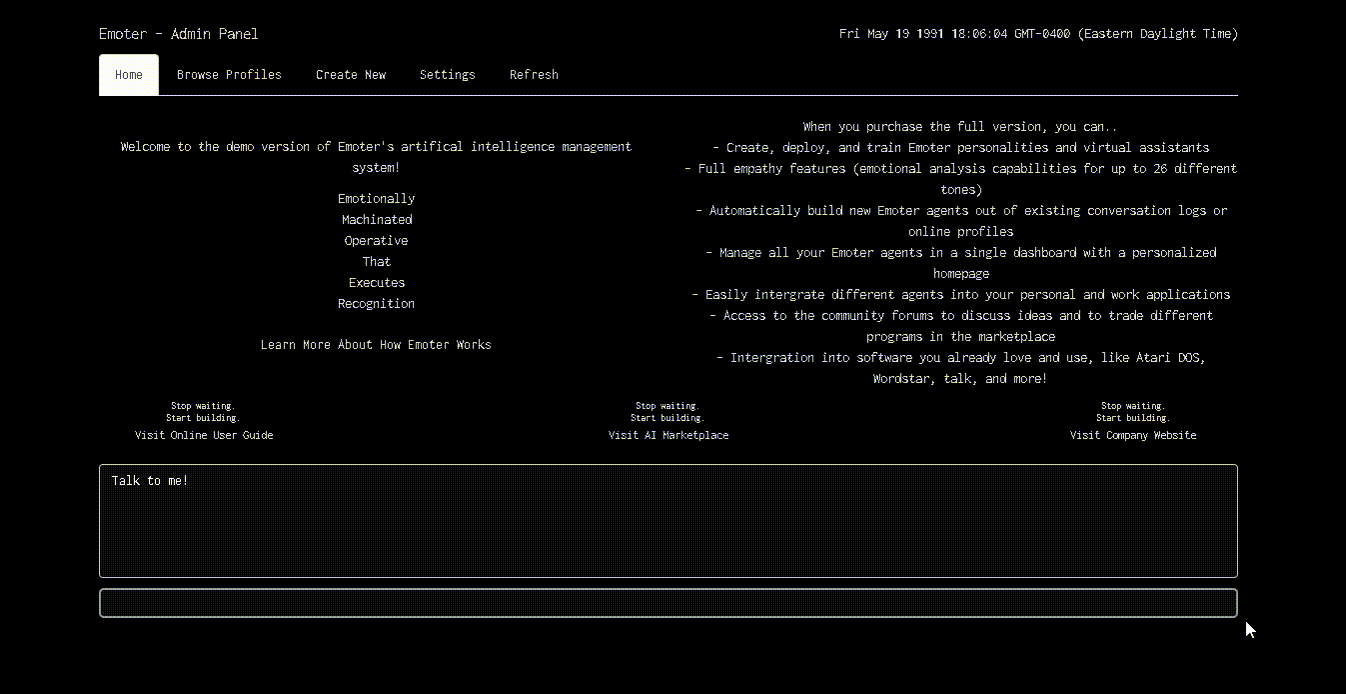 Emoter - Admin Panel
Fri May 19 1991 18:06:04 GMT-0400 (Eastern Daylight Time)
Home Browse Profiles Create New Settings Refresh
Welcome to the demo version of Emoter's artifical intelligence management
system!
Emotionally
Machinated
Operative
That
Executes
Recognition
Learn More About How Emoter Works
When you purchase the full version, you can..
- Create, deploy, and train Emoter personalities and virtual assistants
- Full empathy features (emotional analysis capabilities for up to 26 different
tones)
- Automatically build new Emoter agents out of existing conversation logs or
online profiles
- Manage all your Emoter agents in a single dashboard with a personalized
homepage
- Easily intergrate different agents into your personal and work applications
- Access to the community forums to discuss ideas and to trade different
programs in the marketplace
- Intergration into software you already love and use, like Atari DOS,
Wordstar, talk, and more!
Stop waiting.
Start building.
Visit Online User Guide
Stop waiting.
Start building.
Visit AI Marketplace
Stop waiting.
Start building.
Visit Company Website
Talk to me!